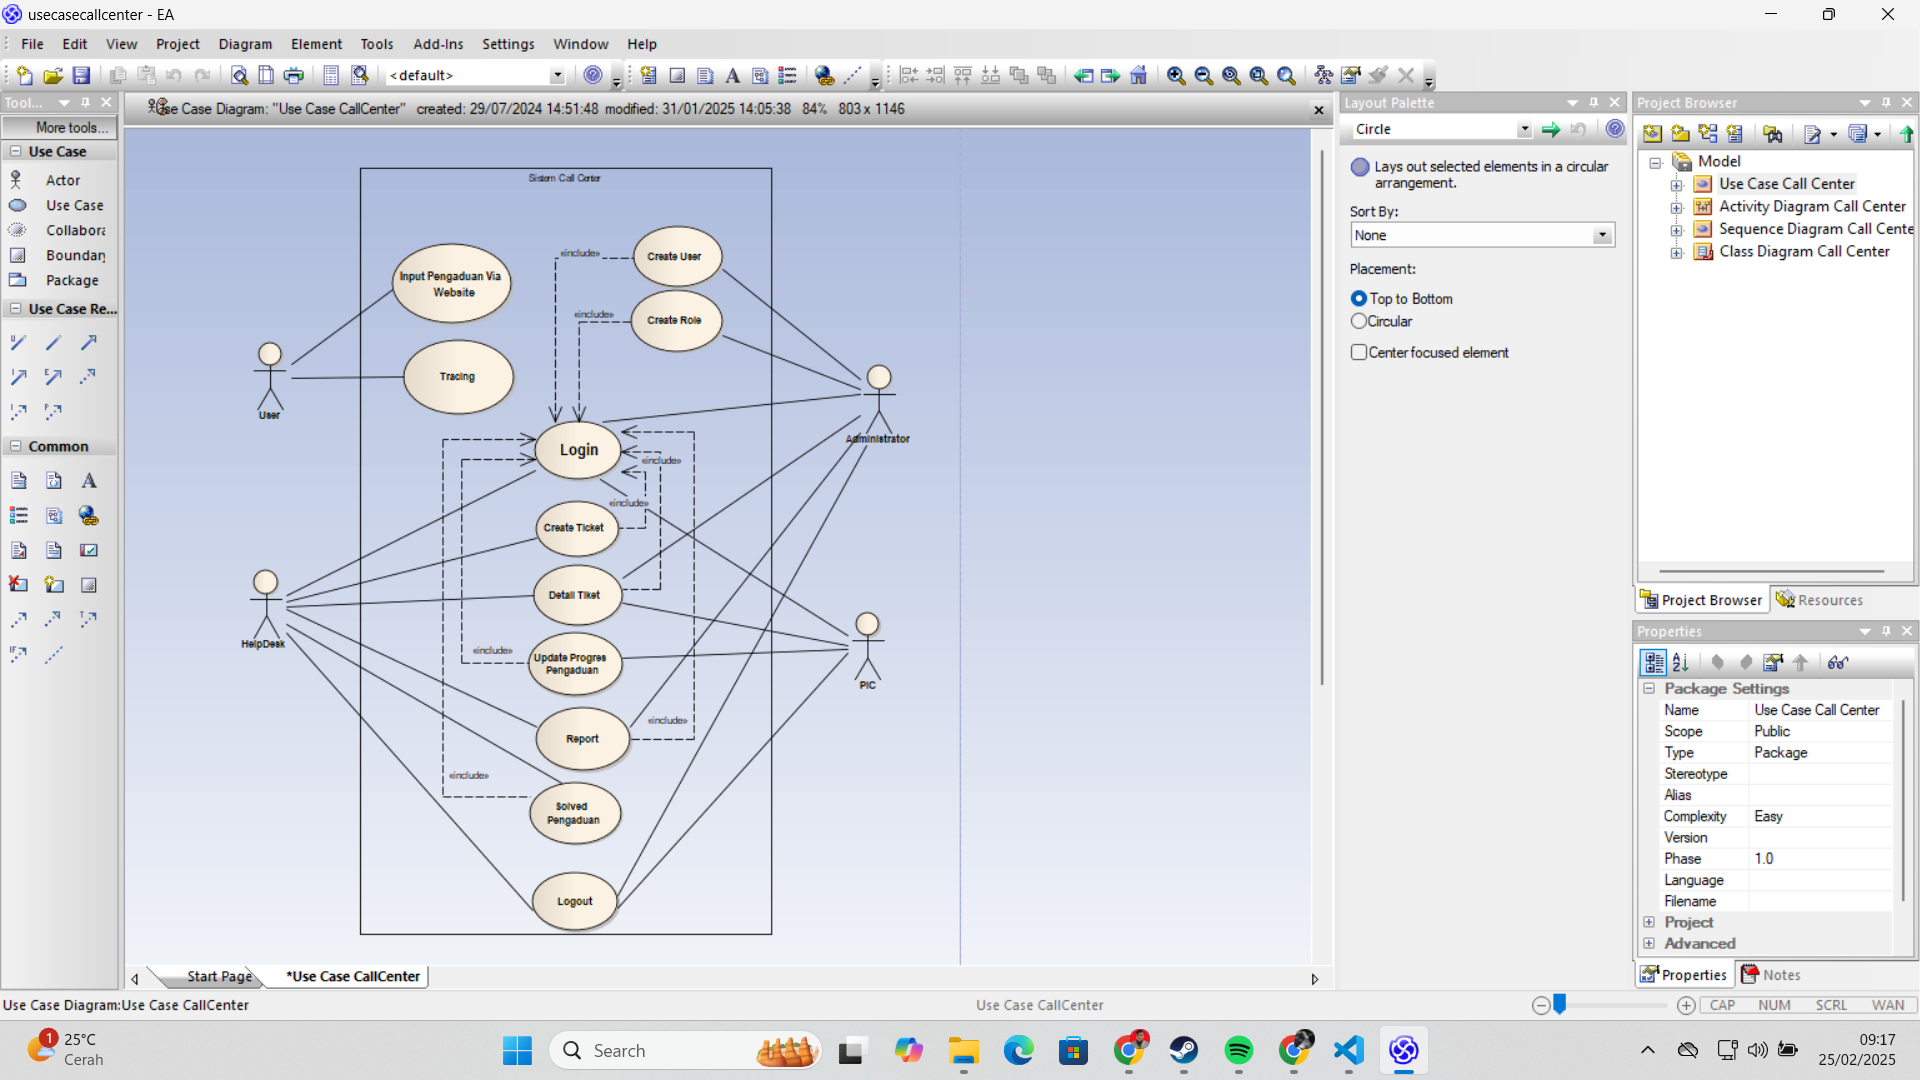 usecasecallcenter - EA
File Edit View Project Diagram Element Tools Add-Ins Settings Window Help
<default>
Tool...
More tools...
Use Case
Actor
Use Case
Collabora
Boundary
Package
Use Case Re...
Common
Use Case Diagram: "Use Case CallCenter" created: 29/07/2024 14:51:48 modified: 31/01/2025 14:05:38 84% 803 x 1146
Sistem Call Center
Input Pengaduan Via
Website
Tracing
«include»
Create User
«include»
Create Role
User
Administrator
Login
«include»
«include»
Create Ticket
Detail Tiket
HelpDesk
«include»
Update Progres
Pengaduan
PIC
«include»
Report
«include»
Solved
Pengaduan
Logout
Start Page
*Use Case CallCenter
Layout Palette
Circle
Lays out selected elements in a circular
arrangement.
Sort By:
None
Placement:
Top to Bottom
Circular
Center focused element
Project Browser
Model
Use Case Call Center
Activity Diagram Call Center
Sequence Diagram Call Cente
Class Diagram Call Center
Project Browser
Resources
Properties
Package Settings
Name Use Case Call Center
Scope Public
Type Package
Stereotype
Alias
Complexity Easy
Version
Phase 1.0
Language
Filename
Project
Advanced
Properties
Notes
Use Case Diagram:Use Case CallCenter
Use Case CallCenter
CAP NUM SCRL WAN
1
25°C
Cerah
Search
09:17
25/02/2025